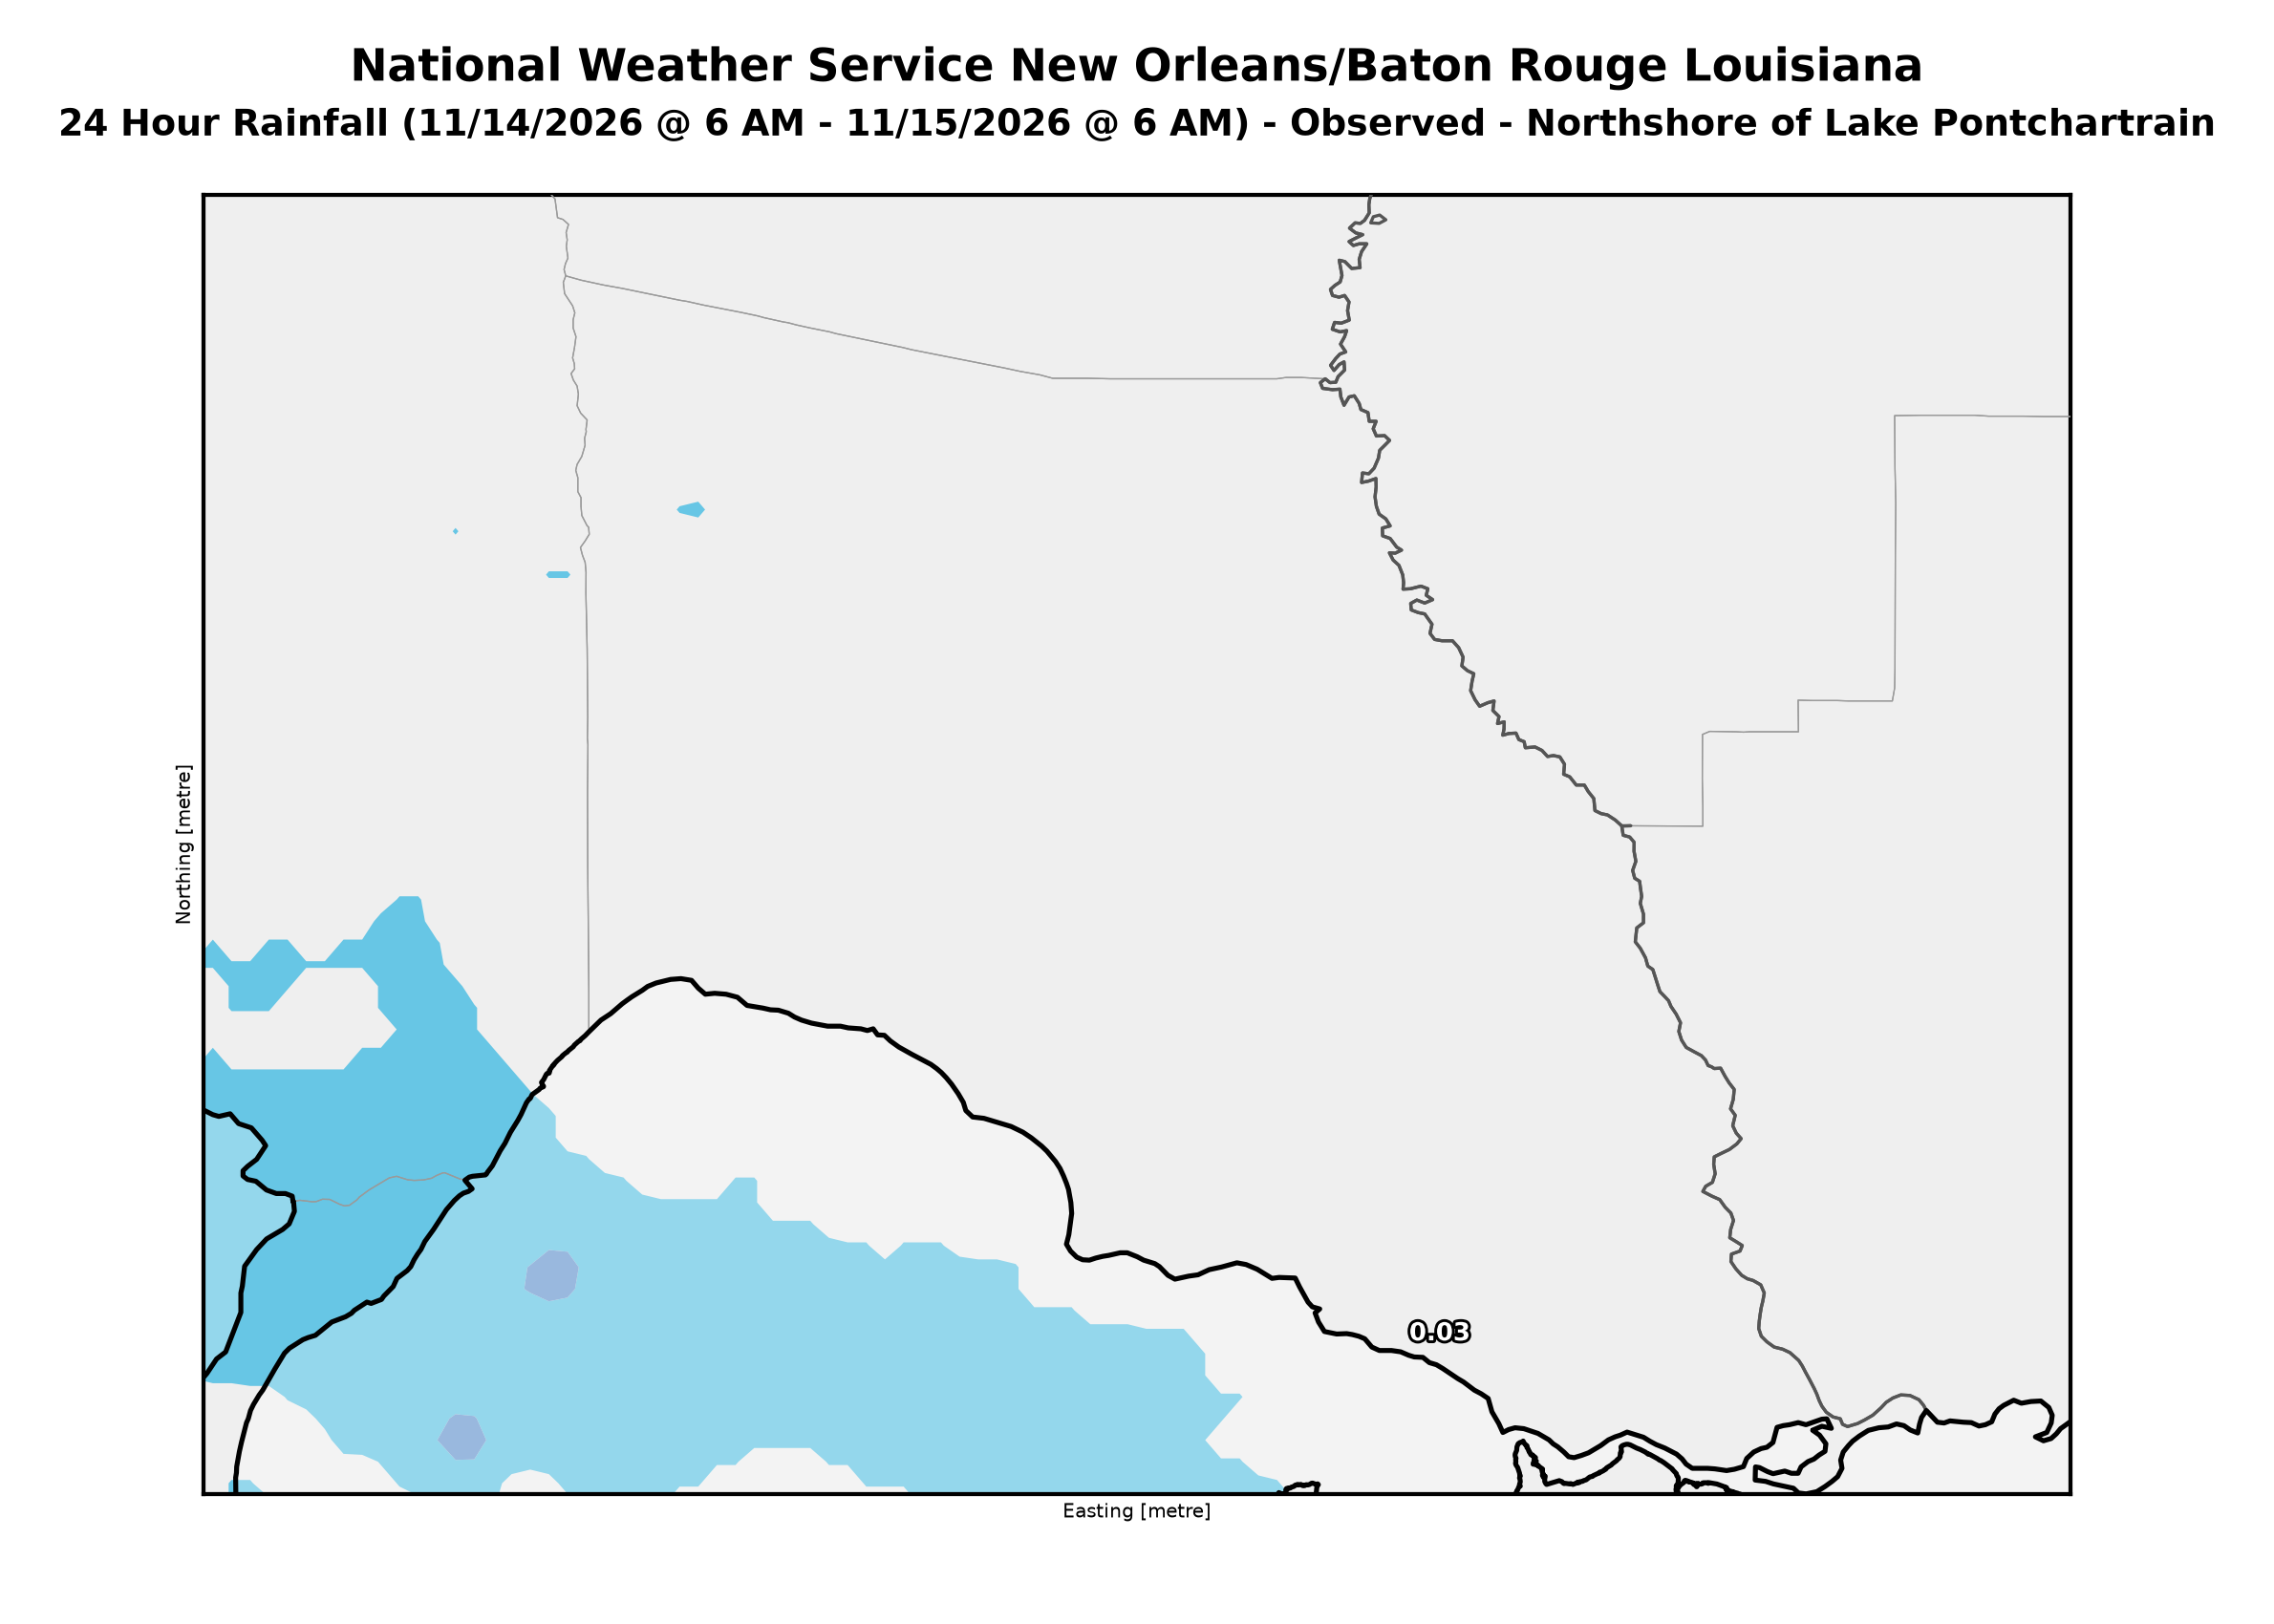 National Weather Service New Orleans/Baton Rouge Louisiana
24 Hour Rainfall (11/14/2026 @ 6 AM - 11/15/2026 @ 6 AM) - Observed - Northshore of Lake Pontchartrain
Northing [metre]
0.03
Easting [metre]